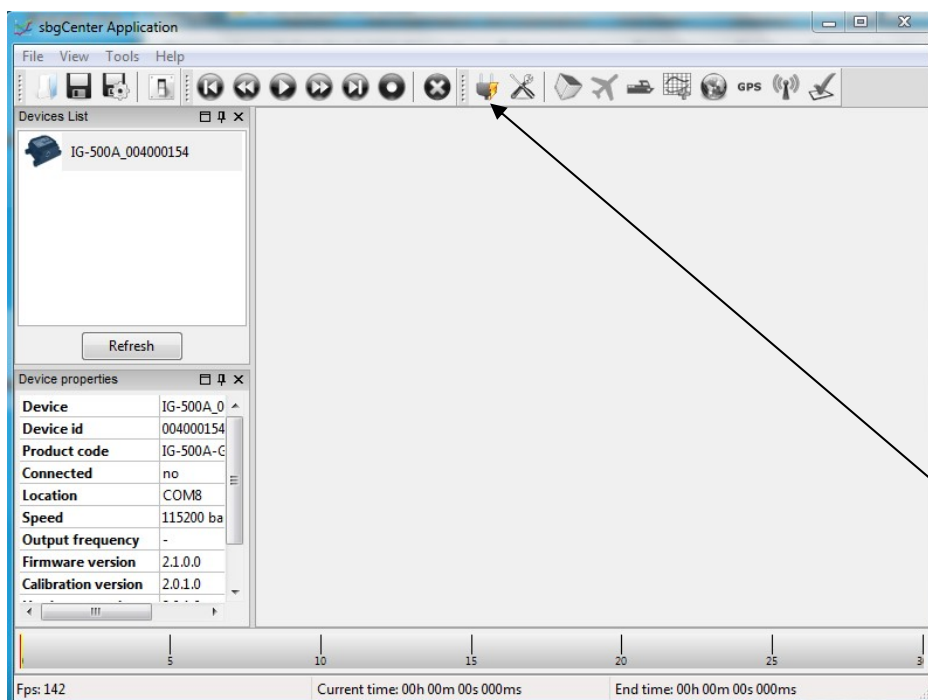 sbgCenter Application
File View Tools Help
GPS
Devices List
IG-500A_004000154
Refresh
Device properties
Device IG-500A_0
Device id 004000154
Product code IG-500A-G
Connected no
Location COM8
Speed 115200 ba
Output frequency -
Firmware version 2.1.0.0
Calibration version 2.0.1.0
5 10 15 20 25
Fps: 142 Current time: 00h 00m 00s 000ms End time: 00h 00m 00s 000ms